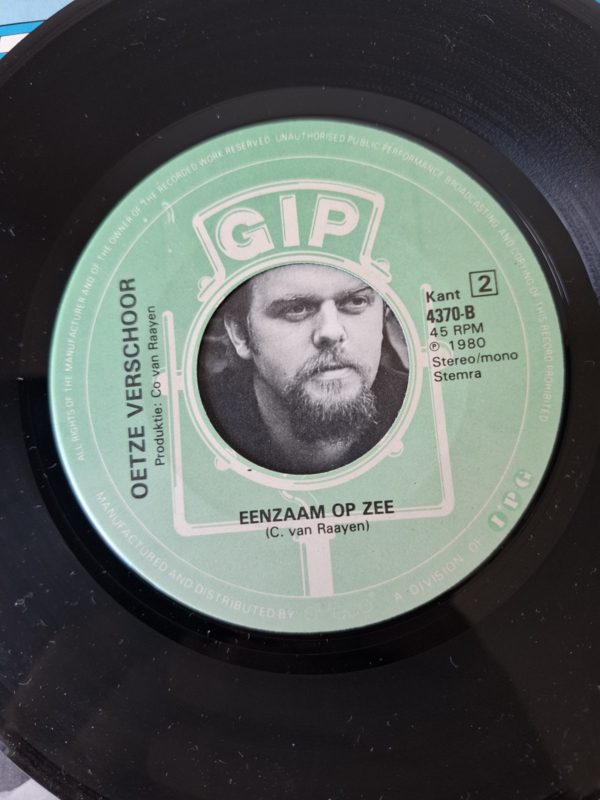 ALL RIGHTS OF THE MANUFACTURER AND OF THE OWNER OF THE RECORDED WORK RESERVED. UNAUTHORISED PUBLIC PERFORMANCE BROADCASTING AND COPYING OF THIS RECORD PROHIBITED
GIP
OETZE VERSCHOOR
Produktie: Co van Raayen
Kant 2
4370-B
45 RPM
℗ 1980
Stereo/mono
Stemra
EENZAAM OP ZEE
(C. van Raayen)
MANUFACTURED AND DISTRIBUTED BY
A DIVISION OF IPG